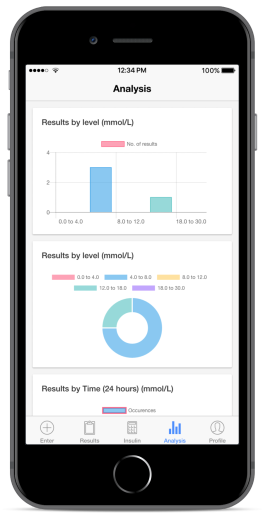 12:34 PM
100%
Analysis
Results by level (mmol/L)
No. of results
4
2
0
0.0 to 4.0 8.0 to 12.0 18.0 to 30.0
Results by level (mmol/L)
0.0 to 4.0 4.0 to 8.0 8.0 to 12.0
12.0 to 18.0 18.0 to 30.0
Results by Time (24 hours) (mmol/L)
Occurences
Enter Results Insulin Analysis Profile